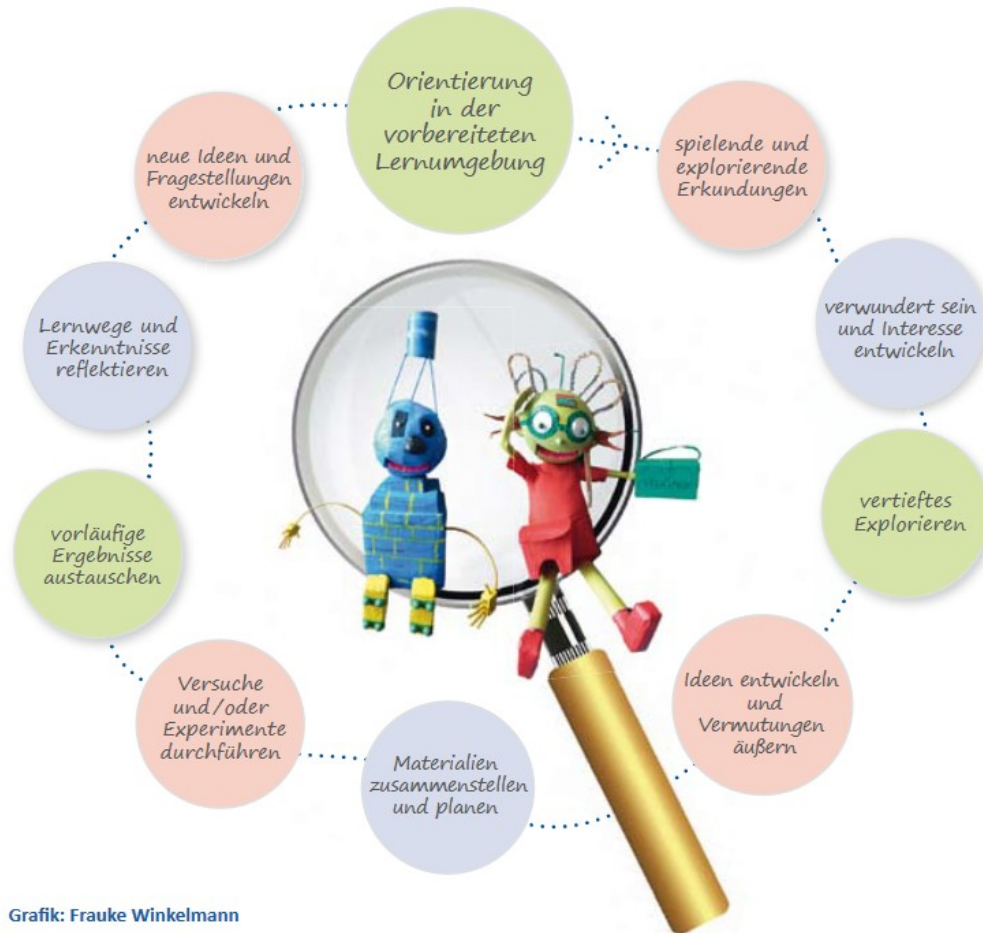 Orientierung
in der
vorbereiteten
Lernumgebung
spielende und
explorierende
Erkundungen
verwundert sein
und Interesse
entwickeln
vertieftes
Explorieren
Ideen entwickeln
und
Vermutungen
äußern
Materialien
zusammenstellen
und planen
Versuche
und/oder
Experimente
durchführen
vorläufige
Ergebnisse
austauschen
Lernwege und
Erkenntnisse
reflektieren
neue Ideen und
Fragestellungen
entwickeln
Grafik: Frauke Winkelmann